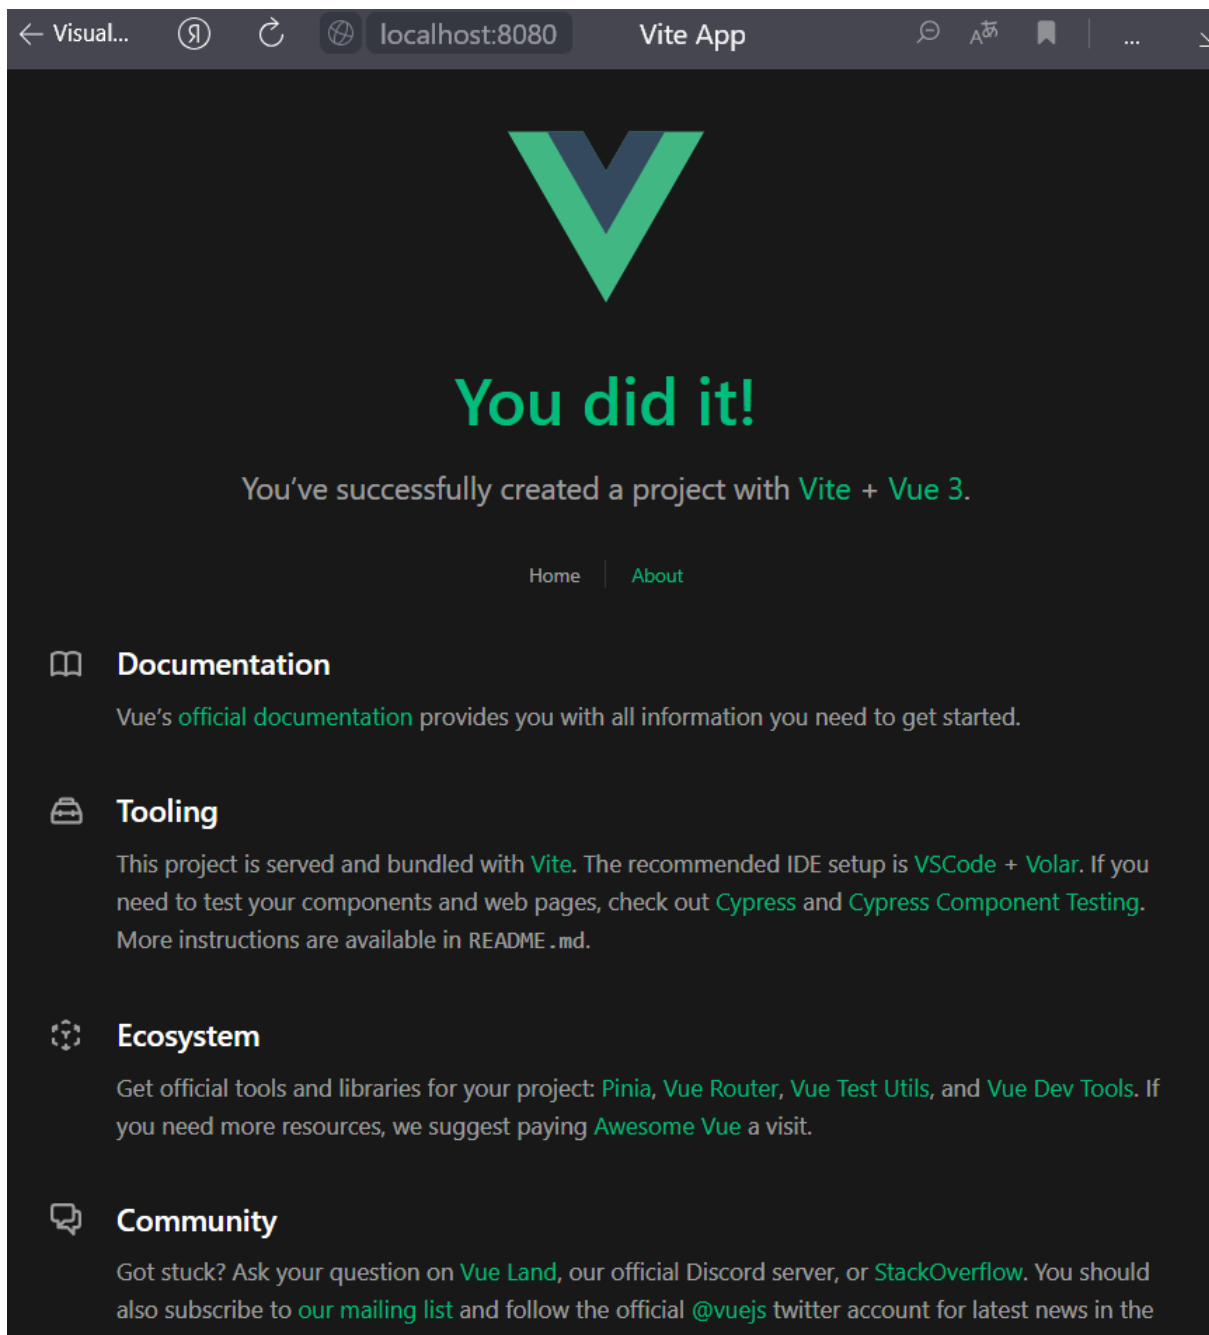 ← Visual... Я localhost:8080 Vite App Aあ ...
You did it!
You've successfully created a project with Vite + Vue 3.
Home About
Documentation
Vue's official documentation provides you with all information you need to get started.
Tooling
This project is served and bundled with Vite. The recommended IDE setup is VSCode + Volar. If you
need to test your components and web pages, check out Cypress and Cypress Component Testing.
More instructions are available in README.md.
Ecosystem
Get official tools and libraries for your project: Pinia, Vue Router, Vue Test Utils, and Vue Dev Tools. If
you need more resources, we suggest paying Awesome Vue a visit.
Community
Got stuck? Ask your question on Vue Land, our official Discord server, or StackOverflow. You should
also subscribe to our mailing list and follow the official @vuejs twitter account for latest news in the